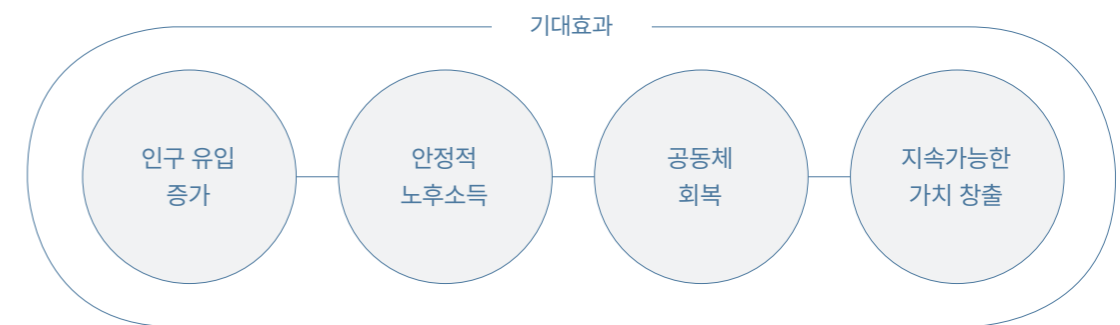 기대효과
인구 유입
증가
안정적
노후소득
공동체
회복
지속가능한
가치 창출